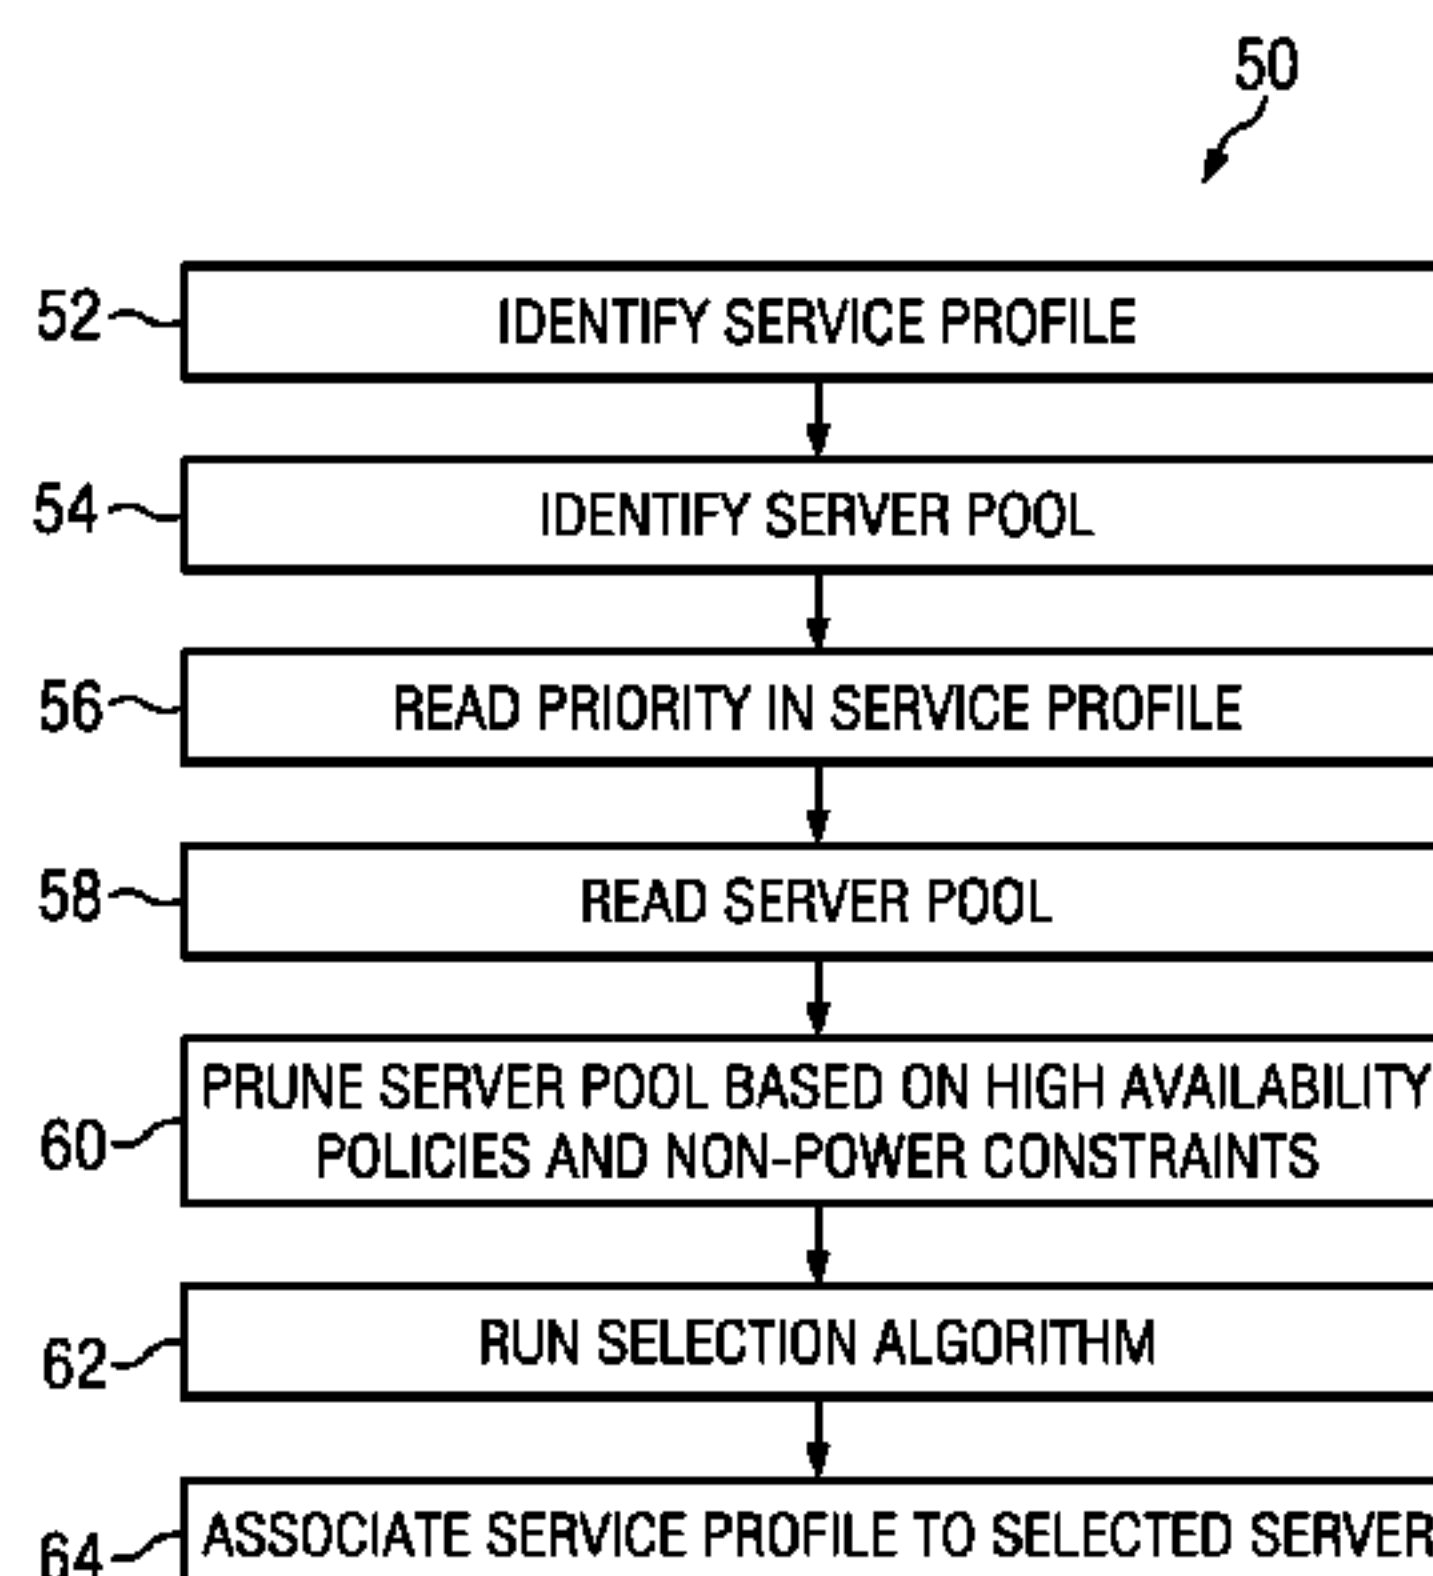 50
52 IDENTIFY SERVICE PROFILE
54 IDENTIFY SERVER POOL
56 READ PRIORITY IN SERVICE PROFILE
58 READ SERVER POOL
PRUNE SERVER POOL BASED ON HIGH AVAILABILITY
60 POLICIES AND NON-POWER CONSTRAINTS
62 RUN SELECTION ALGORITHM
64 ASSOCIATE SERVICE PROFILE TO SELECTED SERVER